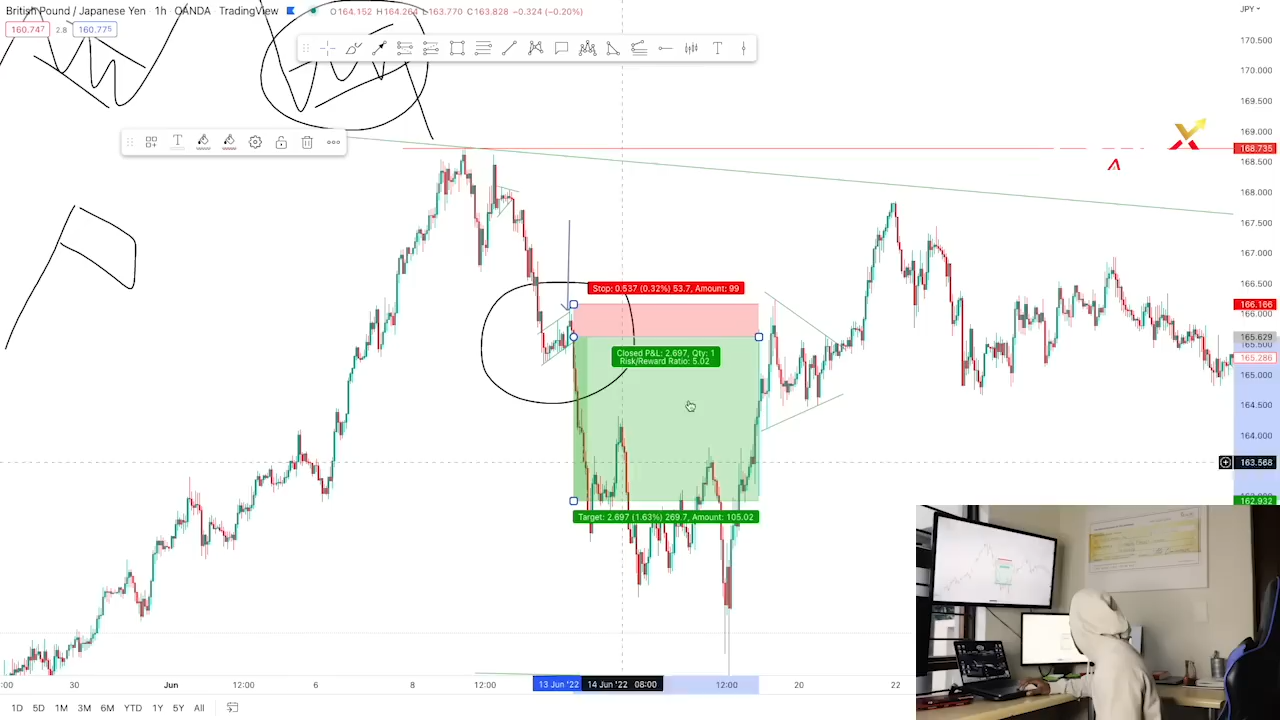 British Pound / Japanese Yen · 1h · OANDA · TradingView O164.152 H164.264 L163.770 C163.828 −0.324 (−0.20%) JPY
160.747 2.8 160.775
170.500
170.000
169.500
169.000
168.735
168.500
168.000
167.500
167.000
166.500
166.166
166.000
165.629
165.500
165.286
165.000
164.500
164.000
163.568
162.932
Stop: 0.537 (0.32%) 53.7, Amount: 99
Closed P&L: 2.697, Qty: 1
Risk/Reward Ratio: 5.02
Target: 2.697 (1.63%) 269.7, Amount: 105.02
:00 30 Jun 12:00 6 8 12:00 13 Jun '22 14 Jun '22 08:00 12:00 20 22
1D 5D 1M 3M 6M YTD 1Y 5Y All